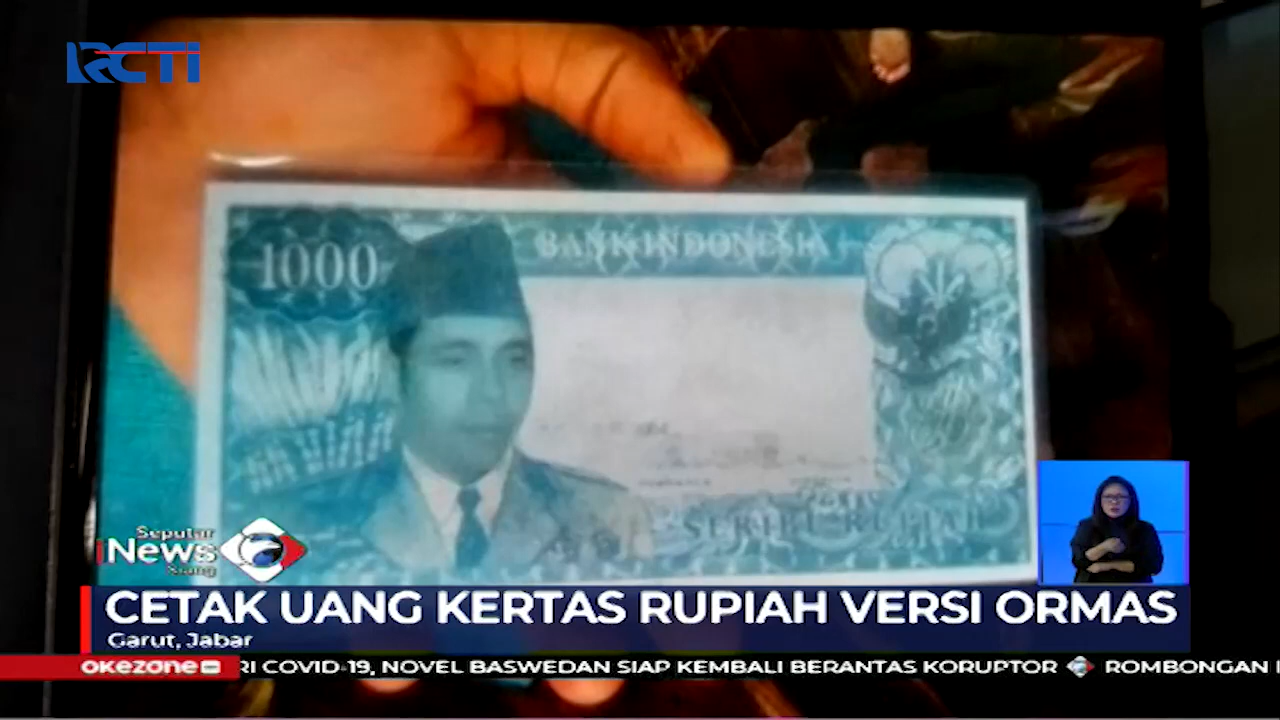 RCTI
1000
BANK INDONESIA
SERIBU RUPIAH
Seputar
iNews
Siang
CETAK UANG KERTAS RUPIAH VERSI ORMAS
Garut, Jabar
okezone
RI COVID-19, NOVEL BASWEDAN SIAP KEMBALI BERANTAS KORUPTOR
ROMBONGAN